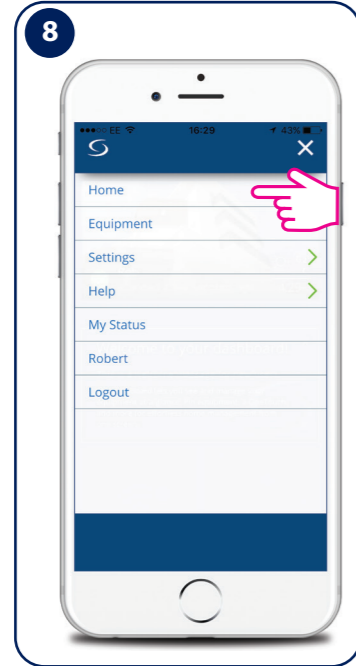 8
EE 16:29 43%
Home
Equipment
Settings
Help
My Status
Robert
Logout